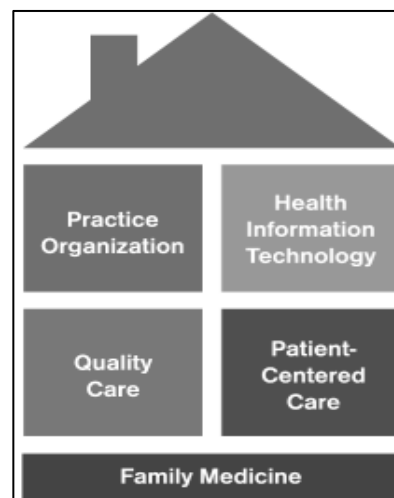 Practice
Organization
Health
Information
Technology
Quality
Care
Patient-
Centered
Care
Family Medicine